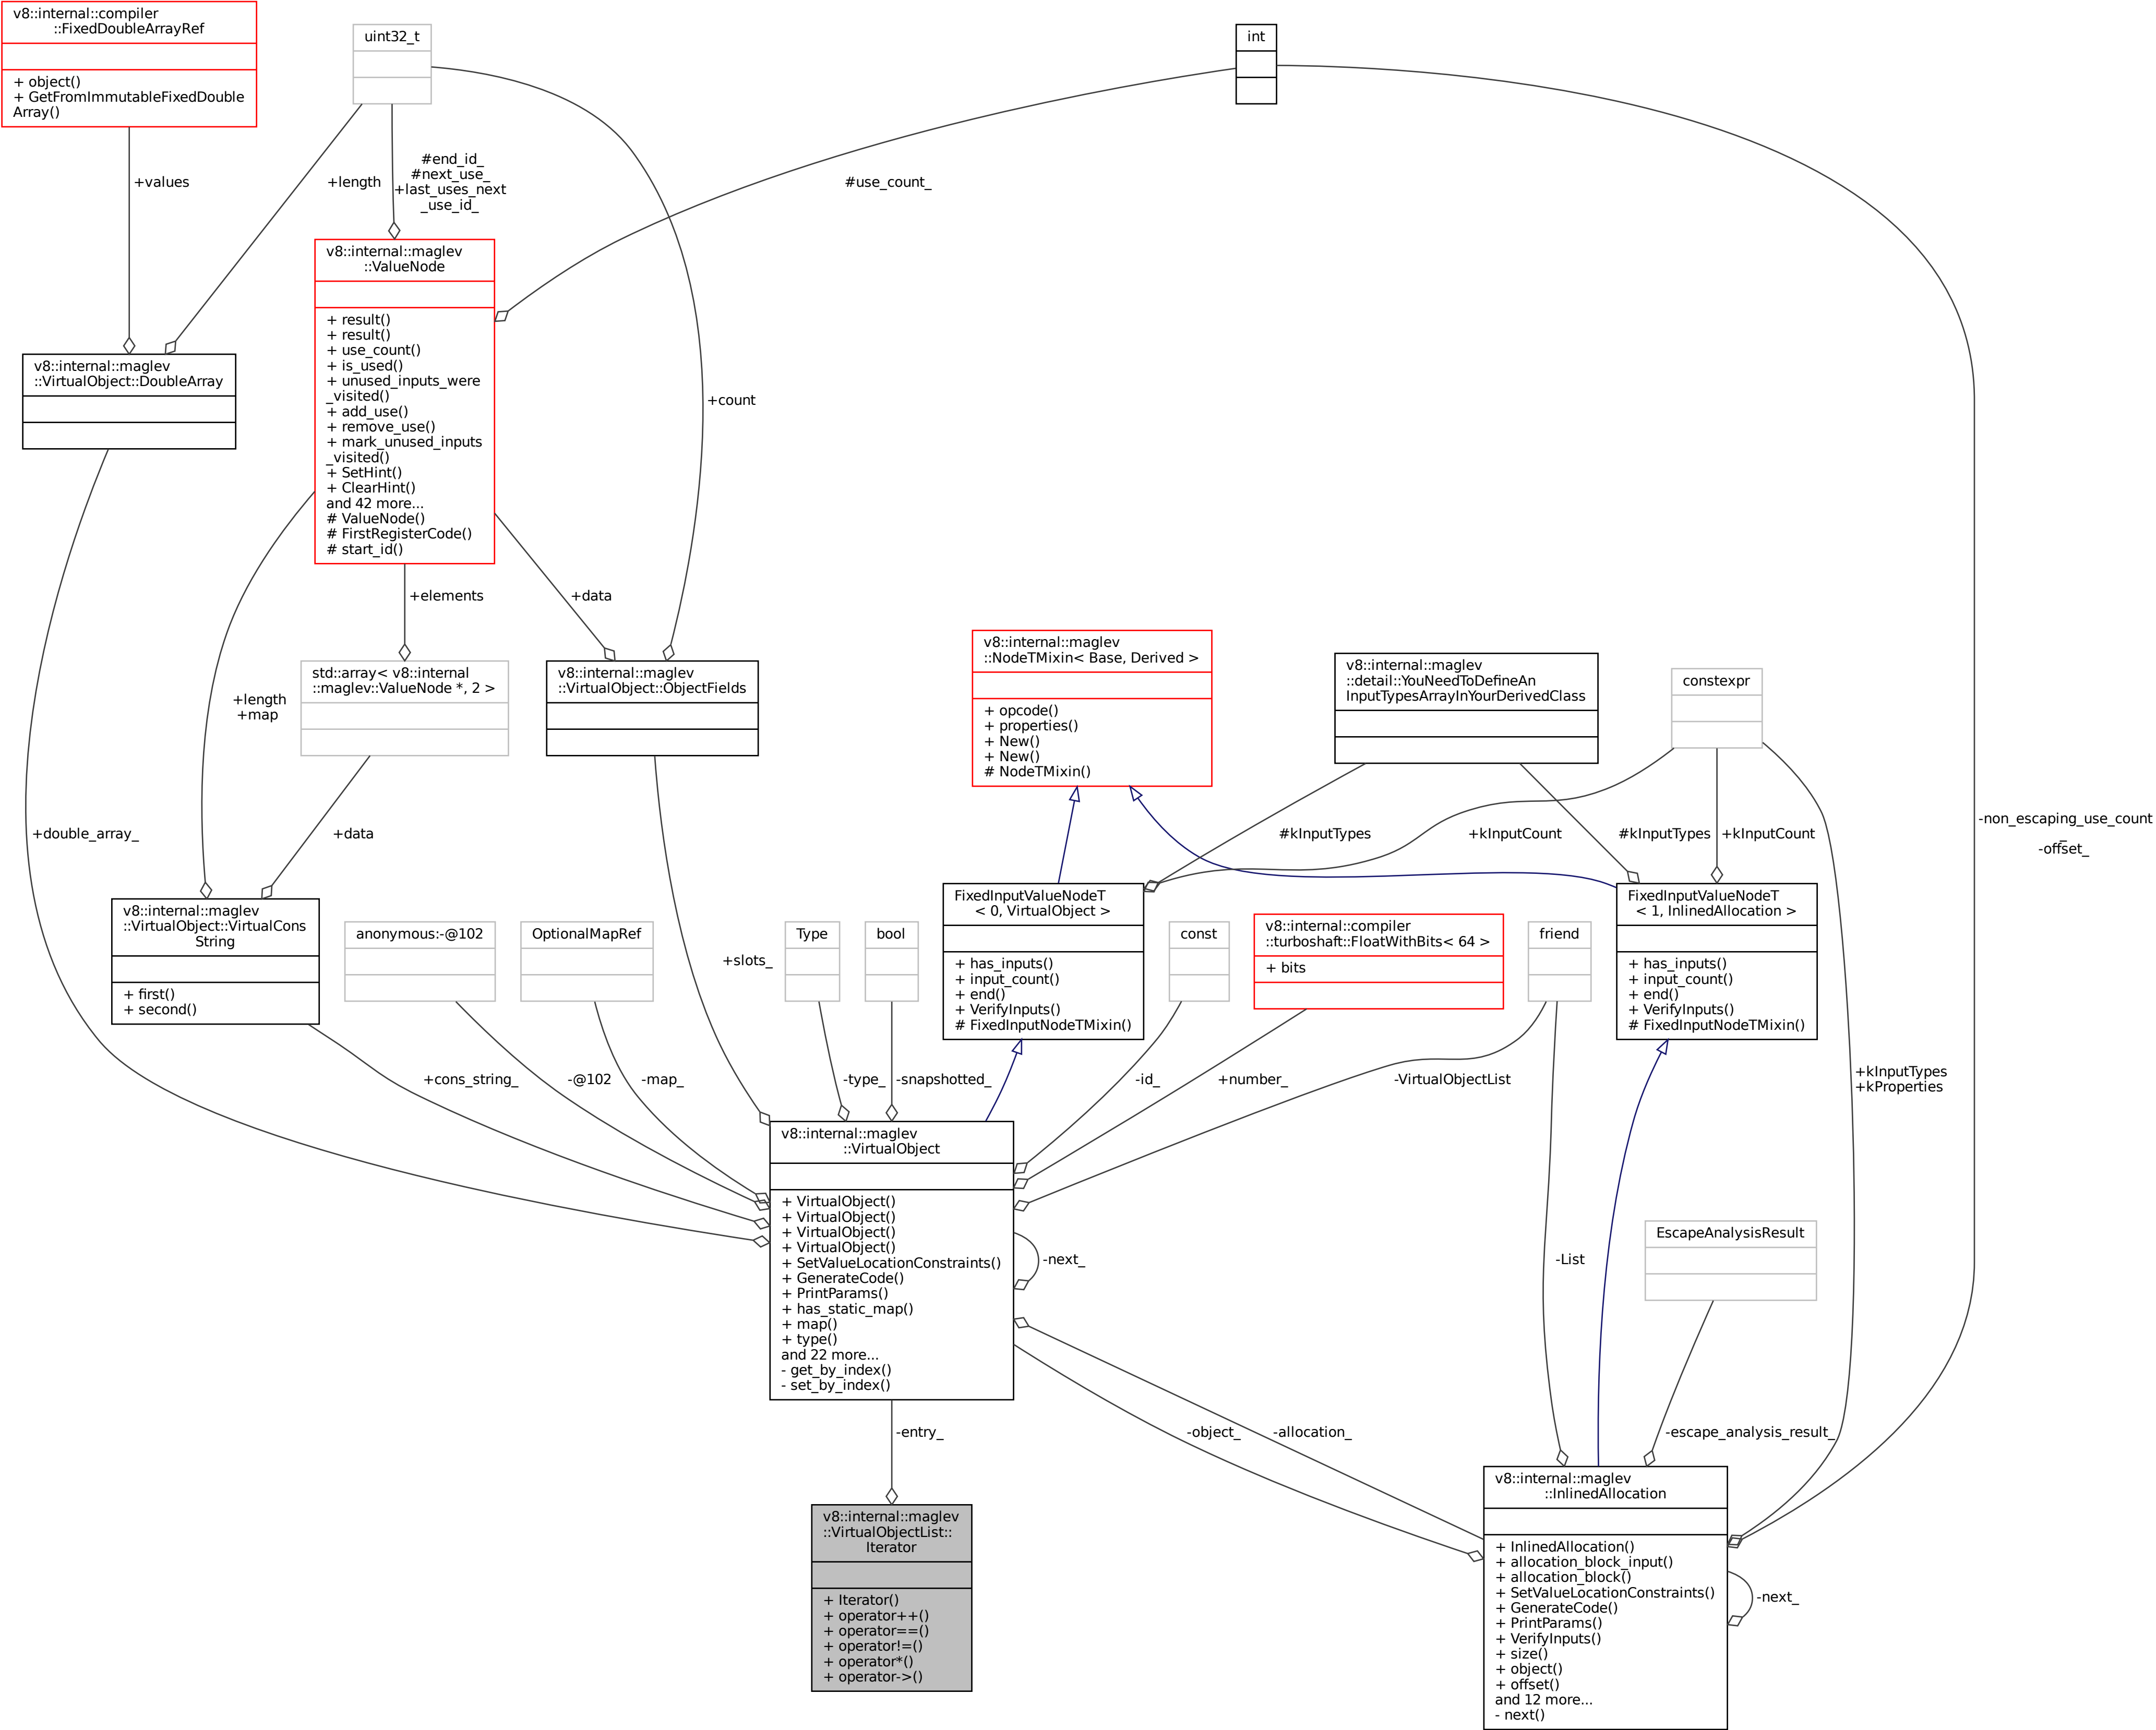 v8::internal::compiler
::FixedDoubleArrayRef
+ object()
+ GetFromImmutableFixedDouble
Array()
uint32_t
int
+values
+length
#end_id_
#next_use_
+last_uses_next
_use_id_
#use_count_
v8::internal::maglev
::ValueNode
+ result()
+ result()
+ use_count()
+ is_used()
+ unused_inputs_were
_visited()
+ add_use()
+ remove_use()
+ mark_unused_inputs
_visited()
+ SetHint()
+ ClearHint()
and 42 more...
# ValueNode()
# FirstRegisterCode()
# start_id()
v8::internal::maglev
::VirtualObject::DoubleArray
+count
+elements
+data
v8::internal::maglev
::NodeTMixin< Base, Derived >
+ opcode()
+ properties()
+ New()
+ New()
# NodeTMixin()
v8::internal::maglev
::detail::YouNeedToDefineAn
InputTypesArrayInYourDerivedClass
constexpr
std::array< v8::internal
::maglev::ValueNode *, 2 >
v8::internal::maglev
::VirtualObject::ObjectFields
+length
+map
+double_array_
+data
#kInputTypes
+kInputCount
#kInputTypes
+kInputCount
-non_escaping_use_count
_
-offset_
v8::internal::maglev
::VirtualObject::VirtualCons
String
+ first()
+ second()
anonymous:-@102
OptionalMapRef
+slots_
Type
bool
FixedInputValueNodeT
< 0, VirtualObject >
+ has_inputs()
+ input_count()
+ end()
+ VerifyInputs()
# FixedInputNodeTMixin()
const
v8::internal::compiler
::turboshaft::FloatWithBits< 64 >
+ bits
friend
FixedInputValueNodeT
< 1, InlinedAllocation >
+ has_inputs()
+ input_count()
+ end()
+ VerifyInputs()
# FixedInputNodeTMixin()
+cons_string_
-@102
-map_
-type_
-snapshotted_
-id_
+number_
-VirtualObjectList
+kInputTypes
+kProperties
v8::internal::maglev
::VirtualObject
+ VirtualObject()
+ VirtualObject()
+ VirtualObject()
+ VirtualObject()
+ SetValueLocationConstraints()
+ GenerateCode()
+ PrintParams()
+ has_static_map()
+ map()
+ type()
and 22 more...
- get_by_index()
- set_by_index()
-next_
-List
EscapeAnalysisResult
-entry_
-object_
-allocation_
-escape_analysis_result_
v8::internal::maglev
::VirtualObjectList::
Iterator
+ Iterator()
+ operator++()
+ operator==()
+ operator!=()
+ operator*()
+ operator->()
v8::internal::maglev
::InlinedAllocation
+ InlinedAllocation()
+ allocation_block_input()
+ allocation_block()
+ SetValueLocationConstraints()
+ GenerateCode()
+ PrintParams()
+ VerifyInputs()
+ size()
+ object()
+ offset()
and 12 more...
- next()
-next_